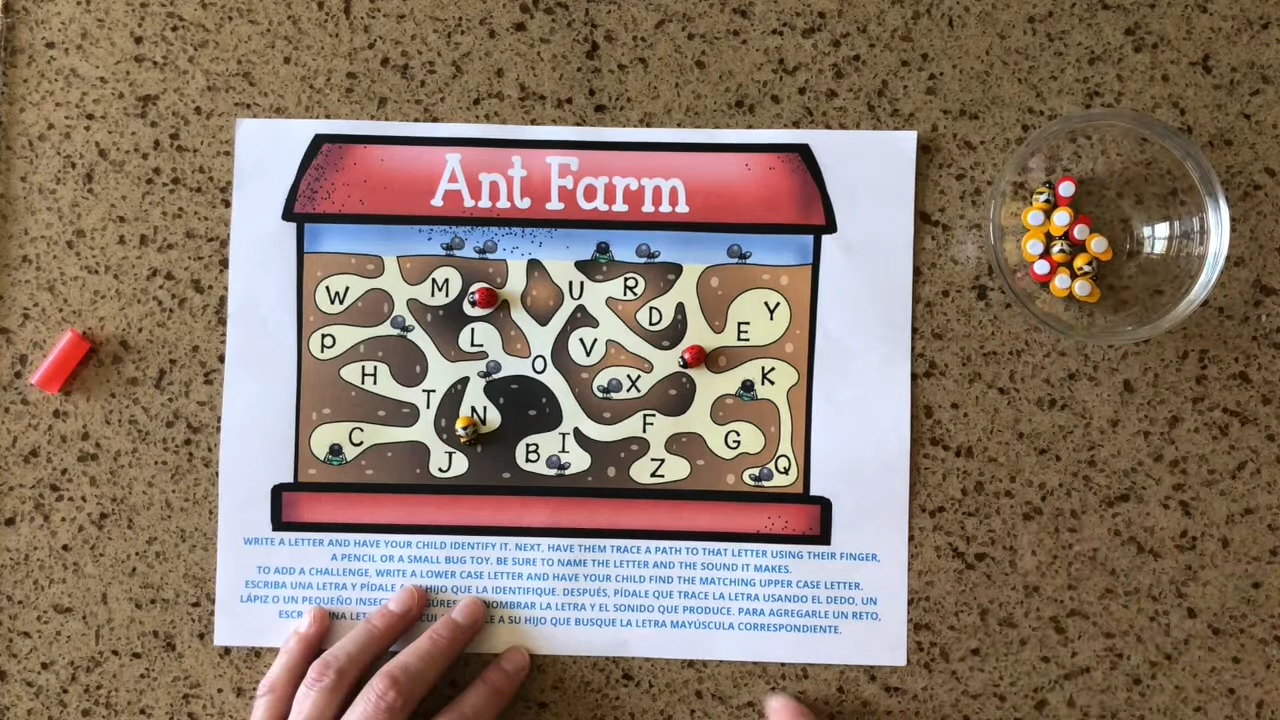 Ant Farm
W M U R
D Y
P L V E
H O X K
T N F
C B I G
J Z Q
WRITE A LETTER AND HAVE YOUR CHILD IDENTIFY IT. NEXT, HAVE THEM TRACE A PATH TO THAT LETTER USING THEIR FINGER,
A PENCIL OR A SMALL BUG TOY. BE SURE TO NAME THE LETTER AND THE SOUND IT MAKES.
TO ADD A CHALLENGE, WRITE A LOWER CASE LETTER AND HAVE YOUR CHILD FIND THE MATCHING UPPER CASE LETTER.
ESCRIBA UNA LETRA Y PÍDALE A HIJO QUE LA IDENTIFIQUE. DESPUÉS, PÍDALE QUE TRACE LA LETRA USANDO EL DEDO, UN
LÁPIZ O UN PEQUEÑO NOMBRAR LA LETRA Y EL SONIDO QUE PRODUCE. PARA AGREGARLE UN RETO,
A SU HIJO QUE BUSQUE LA LETRA MAYÚSCULA CORRESPONDIENTE.